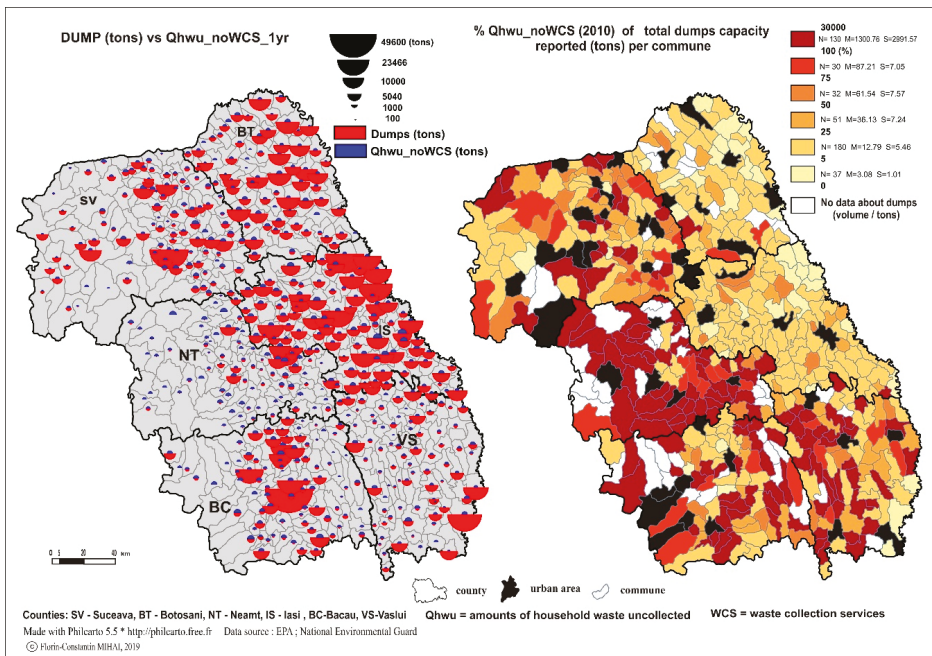 DUMP (tons) vs Qhwu_noWCS_1yr
49600 (tons)
23466
10000
5040
1000
100
Dumps (tons)
Qhwu_noWCS (tons)
BT
sv
IS
NT
VS
BC
0 5 20 40 KM
% Qhwu_noWCS (2010) of total dumps capacity
reported (tons) per commune
30000
N= 130 M=1300.76 S=2991.57
100 (%)
N= 30 M=87.21 S=7.05
75
N= 32 M=61.54 S=7.57
50
N= 51 M=36.13 S=7.24
25
N= 180 M=12.79 S=5.46
5
N= 37 M=3.08 S=1.01
0
No data about dumps
(volume / tons)
county urban area commune
Counties: SV - Suceava, BT - Botosani, NT - Neamt, IS - Iasi , BC-Bacau, VS-Vaslui
Qhwu = amounts of household waste uncollected
WCS = waste collection services
Made with Philcarto 5.5 * http://philcarto.free.fr Data source : EPA ; National Environmental Guard
© Florin-Constantin MIHAI, 2019